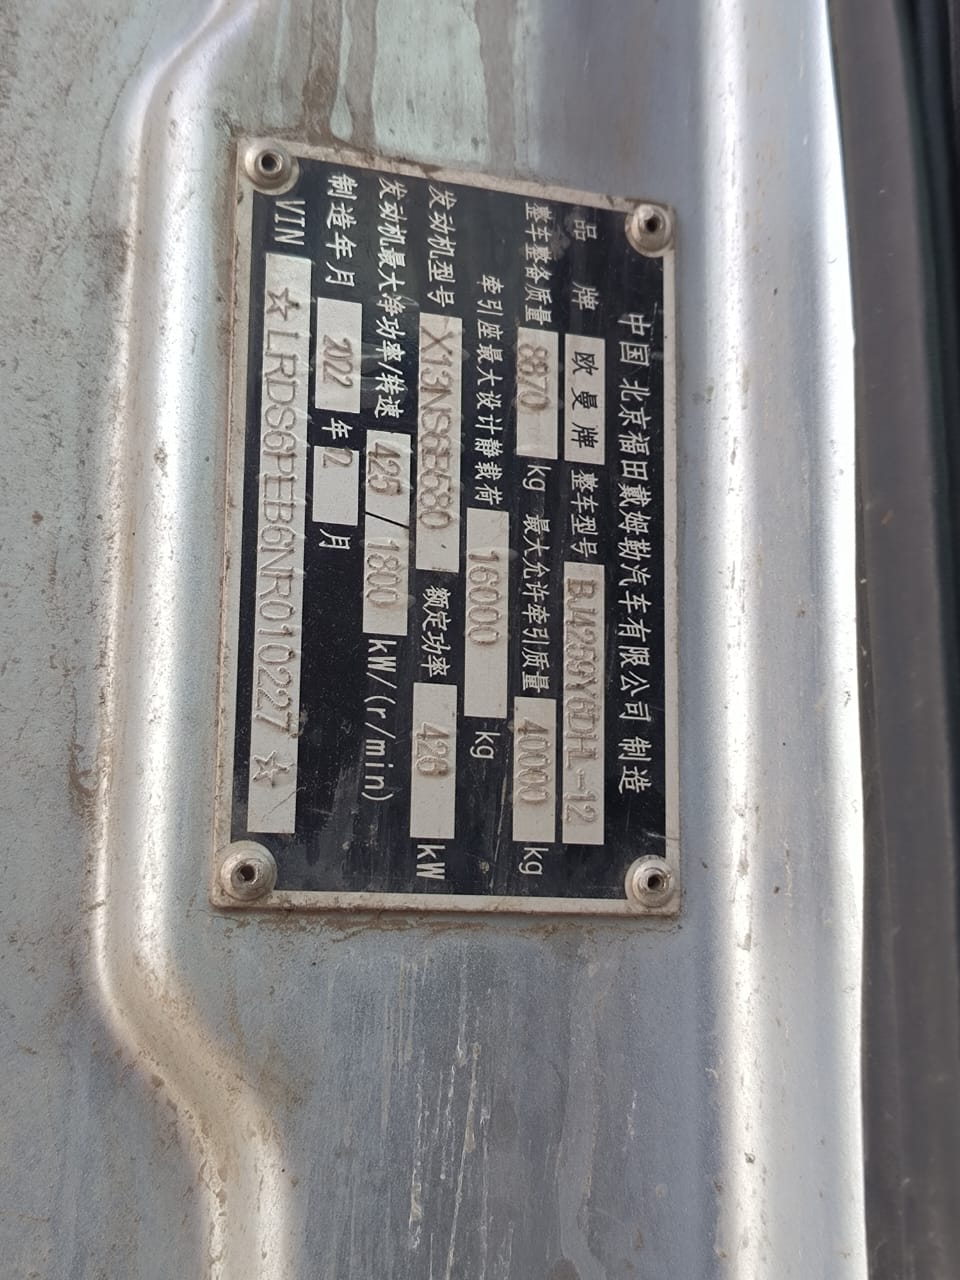 中国 北京福田戴姆勒汽车有限公司 制造
品 牌 欧曼牌 整车型号 BJ4259Y6DHL-12
整车整备质量 8870 kg 最大允许牵引质量 40000 kg
牵引座最大设计静载荷 16000 kg
发动机型号 X13NS6B580 额定功率 426 kW
发动机最大净功率/转速 425/1800 kW/(r/min)
制造年月 2022 年 2 月
VIN ☆LRDS6PEB6NR010227☆